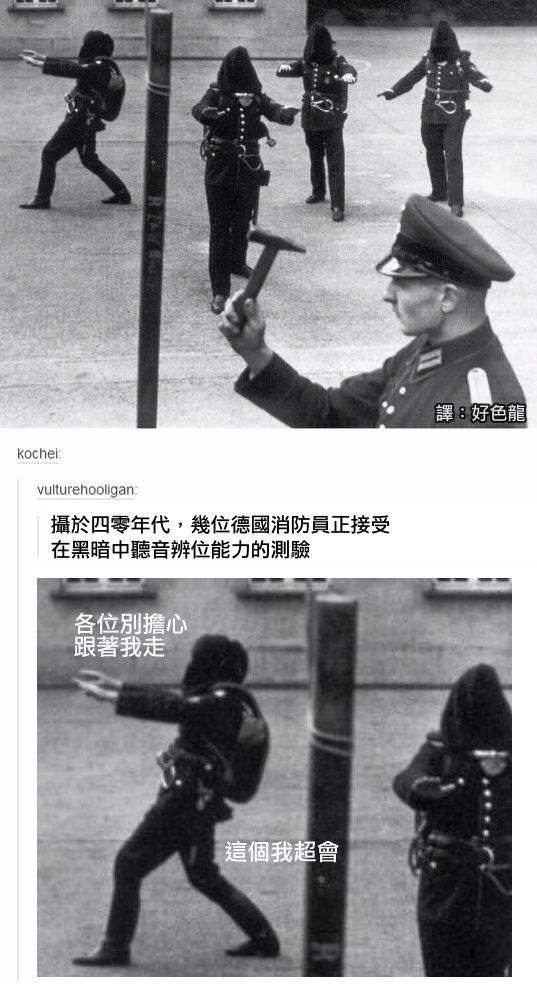 譯：好色龍
kochei:
vulturehooligan:
攝於四零年代，幾位德國消防員正接受
在黑暗中聽音辨位能力的測驗
各位別擔心
跟著我走
這個我超會